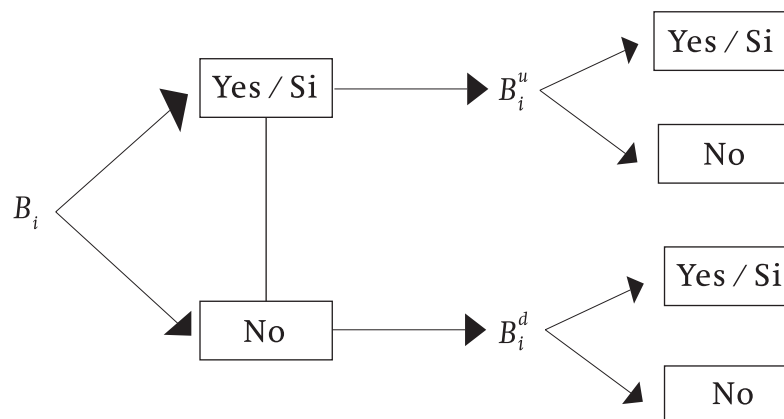 Yes / Si
Yes / Si
B_i^u
No
B_i
Yes / Si
No
B_i^d
No